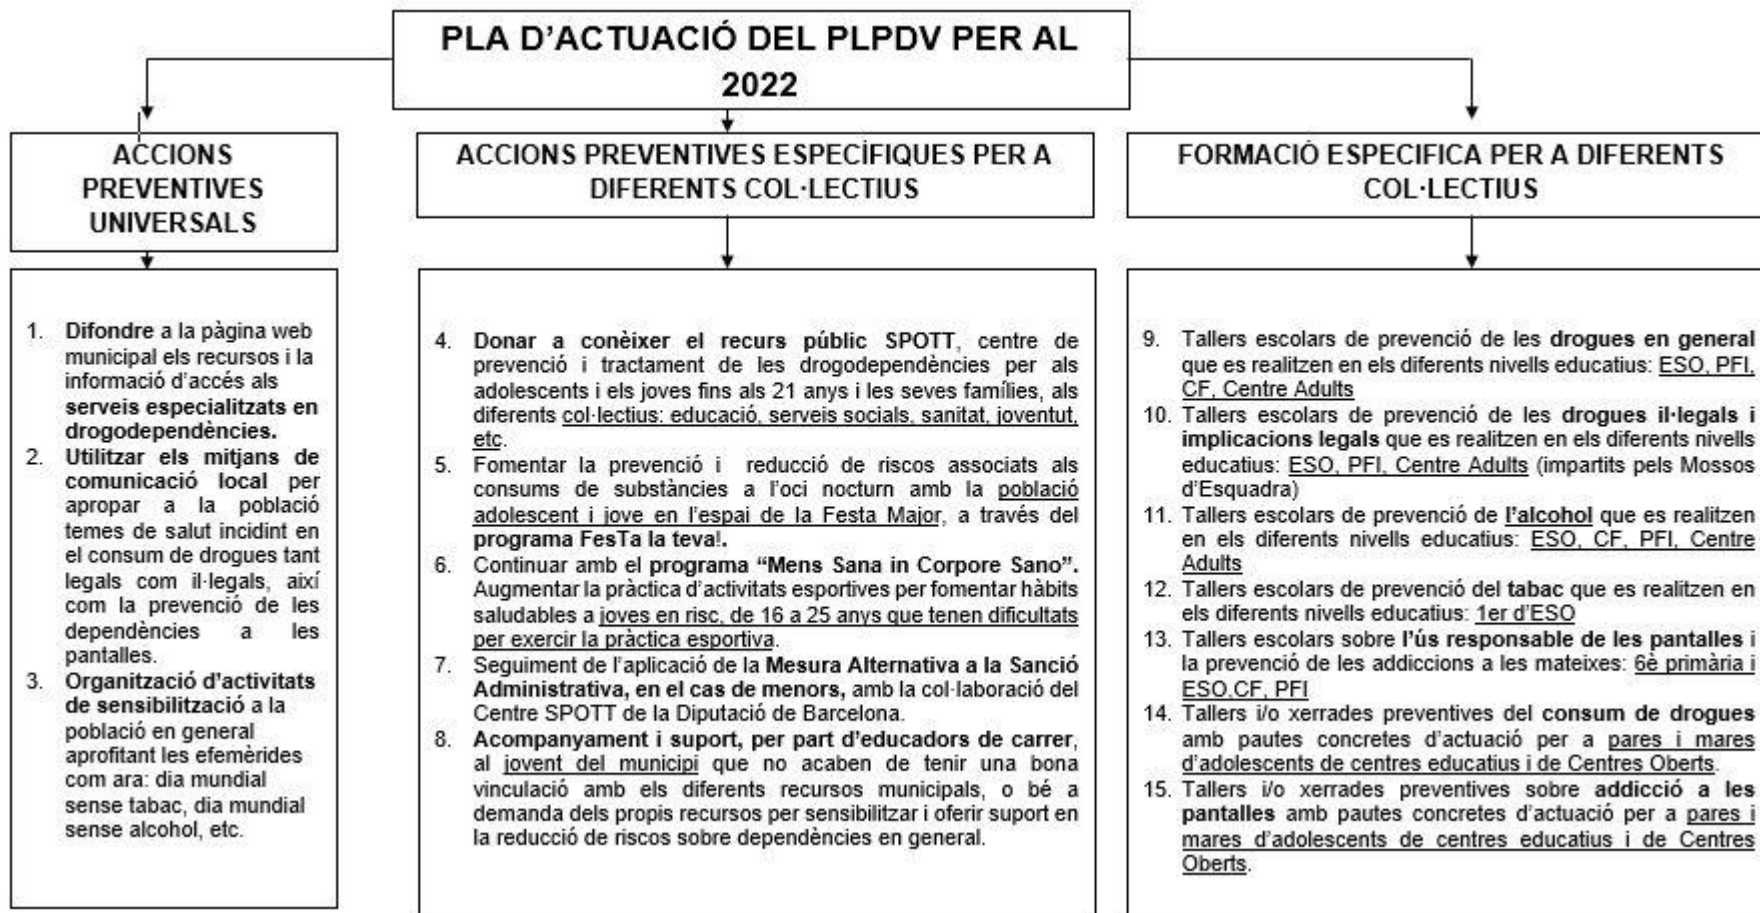 PLA D'ACTUACIÓ DEL PLPDV PER AL
2022
ACCIONS
PREVENTIVES
UNIVERSALS
1. Difondre a la pàgina web
municipal els recursos i la
informació d'accés als
serveis especialitzats en
drogodependències.
2. Utilitzar els mitjans de
comunicació local per
apropar a la població
temes de salut incidint en
el consum de drogues tant
legals com il·legals, així
com la prevenció de les
dependències a les
pantalles.
3. Organització d'activitats
de sensibilització a la
població en general
aprofitant les efemèrides
com ara: dia mundial
sense tabac, dia mundial
sense alcohol, etc.
ACCIONS PREVENTIVES ESPECÍFIQUES PER A
DIFERENTS COL·LECTIUS
4. Donar a conèixer el recurs públic SPOTT, centre de
prevenció i tractament de les drogodependències per als
adolescents i els joves fins als 21 anys i les seves famílies, als
diferents col·lectius: educació, serveis socials, sanitat, joventut,
etc.
5. Fomentar la prevenció i reducció de riscos associats als
consums de substàncies a l'oci nocturn amb la població
adolescent i jove en l'espai de la Festa Major, a través del
programa FesTa la teva!.
6. Continuar amb el programa “Mens Sana in Corpore Sano”.
Augmentar la pràctica d'activitats esportives per fomentar hàbits
saludables a joves en risc, de 16 a 25 anys que tenen dificultats
per exercir la pràctica esportiva.
7. Seguiment de l'aplicació de la Mesura Alternativa a la Sanció
Administrativa, en el cas de menors, amb la col·laboració del
Centre SPOTT de la Diputació de Barcelona.
8. Acompanyament i suport, per part d'educadors de carrer,
al jovent del municipi que no acaben de tenir una bona
vinculació amb els diferents recursos municipals, o bé a
demanda dels propis recursos per sensibilitzar i oferir suport en
la reducció de riscos sobre dependències en general.
FORMACIÓ ESPECIFICA PER A DIFERENTS
COL·LECTIUS
9. Tallers escolars de prevenció de les drogues en general
que es realitzen en els diferents nivells educatius: ESO, PFI,
CF, Centre Adults
10. Tallers escolars de prevenció de les drogues il·legals i
implicacions legals que es realitzen en els diferents nivells
educatius: ESO, PFI, Centre Adults (impartits pels Mossos
d'Esquadra)
11. Tallers escolars de prevenció de l'alcohol que es realitzen
en els diferents nivells educatius: ESO, CF, PFI, Centre
Adults
12. Tallers escolars de prevenció del tabac que es realitzen en
els diferents nivells educatius: 1er d'ESO
13. Tallers escolars sobre l'ús responsable de les pantalles i
la prevenció de les addiccions a les mateixes: 6è primària i
ESO,CF, PFI
14. Tallers i/o xerrades preventives del consum de drogues
amb pautes concretes d'actuació per a pares i mares
d'adolescents de centres educatius i de Centres Oberts.
15. Tallers i/o xerrades preventives sobre addicció a les
pantalles amb pautes concretes d'actuació per a pares i
mares d'adolescents de centres educatius i de Centres
Oberts.